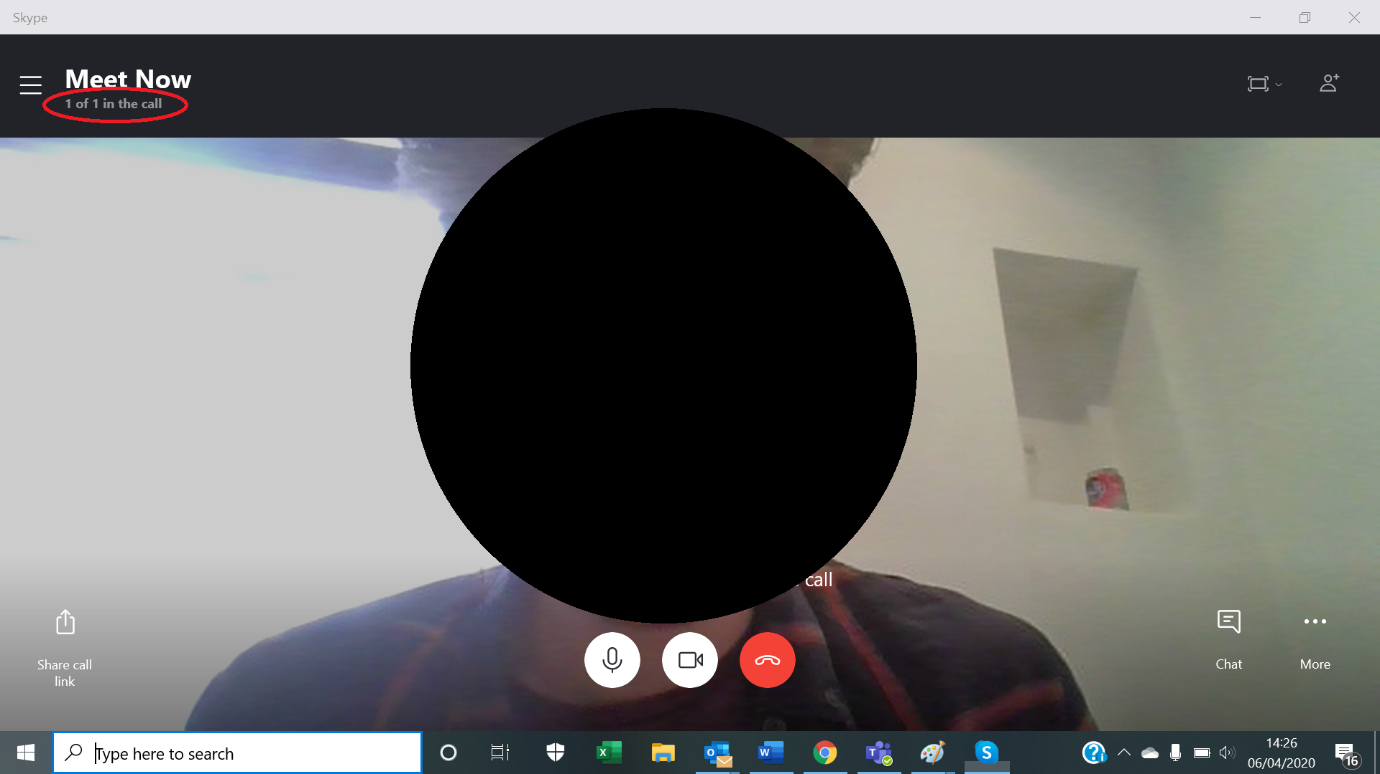 Skype
Meet Now
1 of 1 in the call
call
Share call
link
Chat
More
Type here to search
14:26
06/04/2020
16